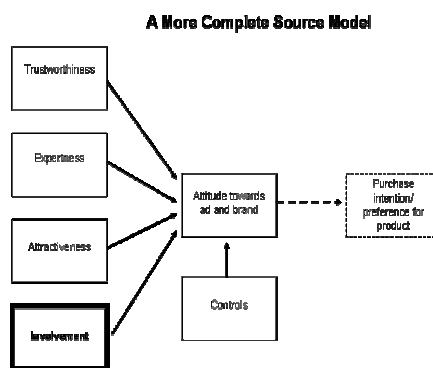 A More Complete Source Model
Trustworthiness
Expertness
Attractiveness
Involvement
Attitude towards
ad and brand
Controls
Purchase
intention/
preference for
product